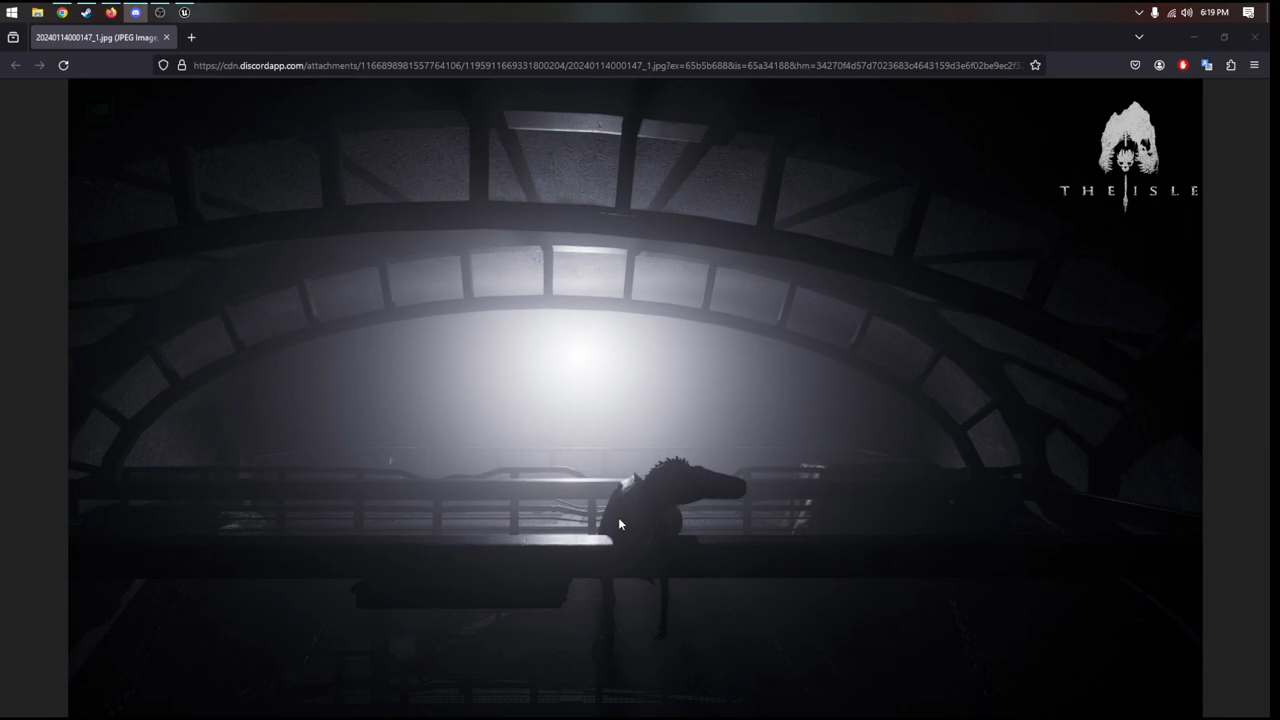 6:19 PM
20240114000147_1.jpg (JPEG Image,
https://cdn.discordapp.com/attachments/1166898981557764106/1195911669331800204/20240114000147_1.jpg?ex=65b5b688&is=65a34188&hm=34270f4d57d7023683c4643159d3e6f02be9ec2f5
THE ISLE